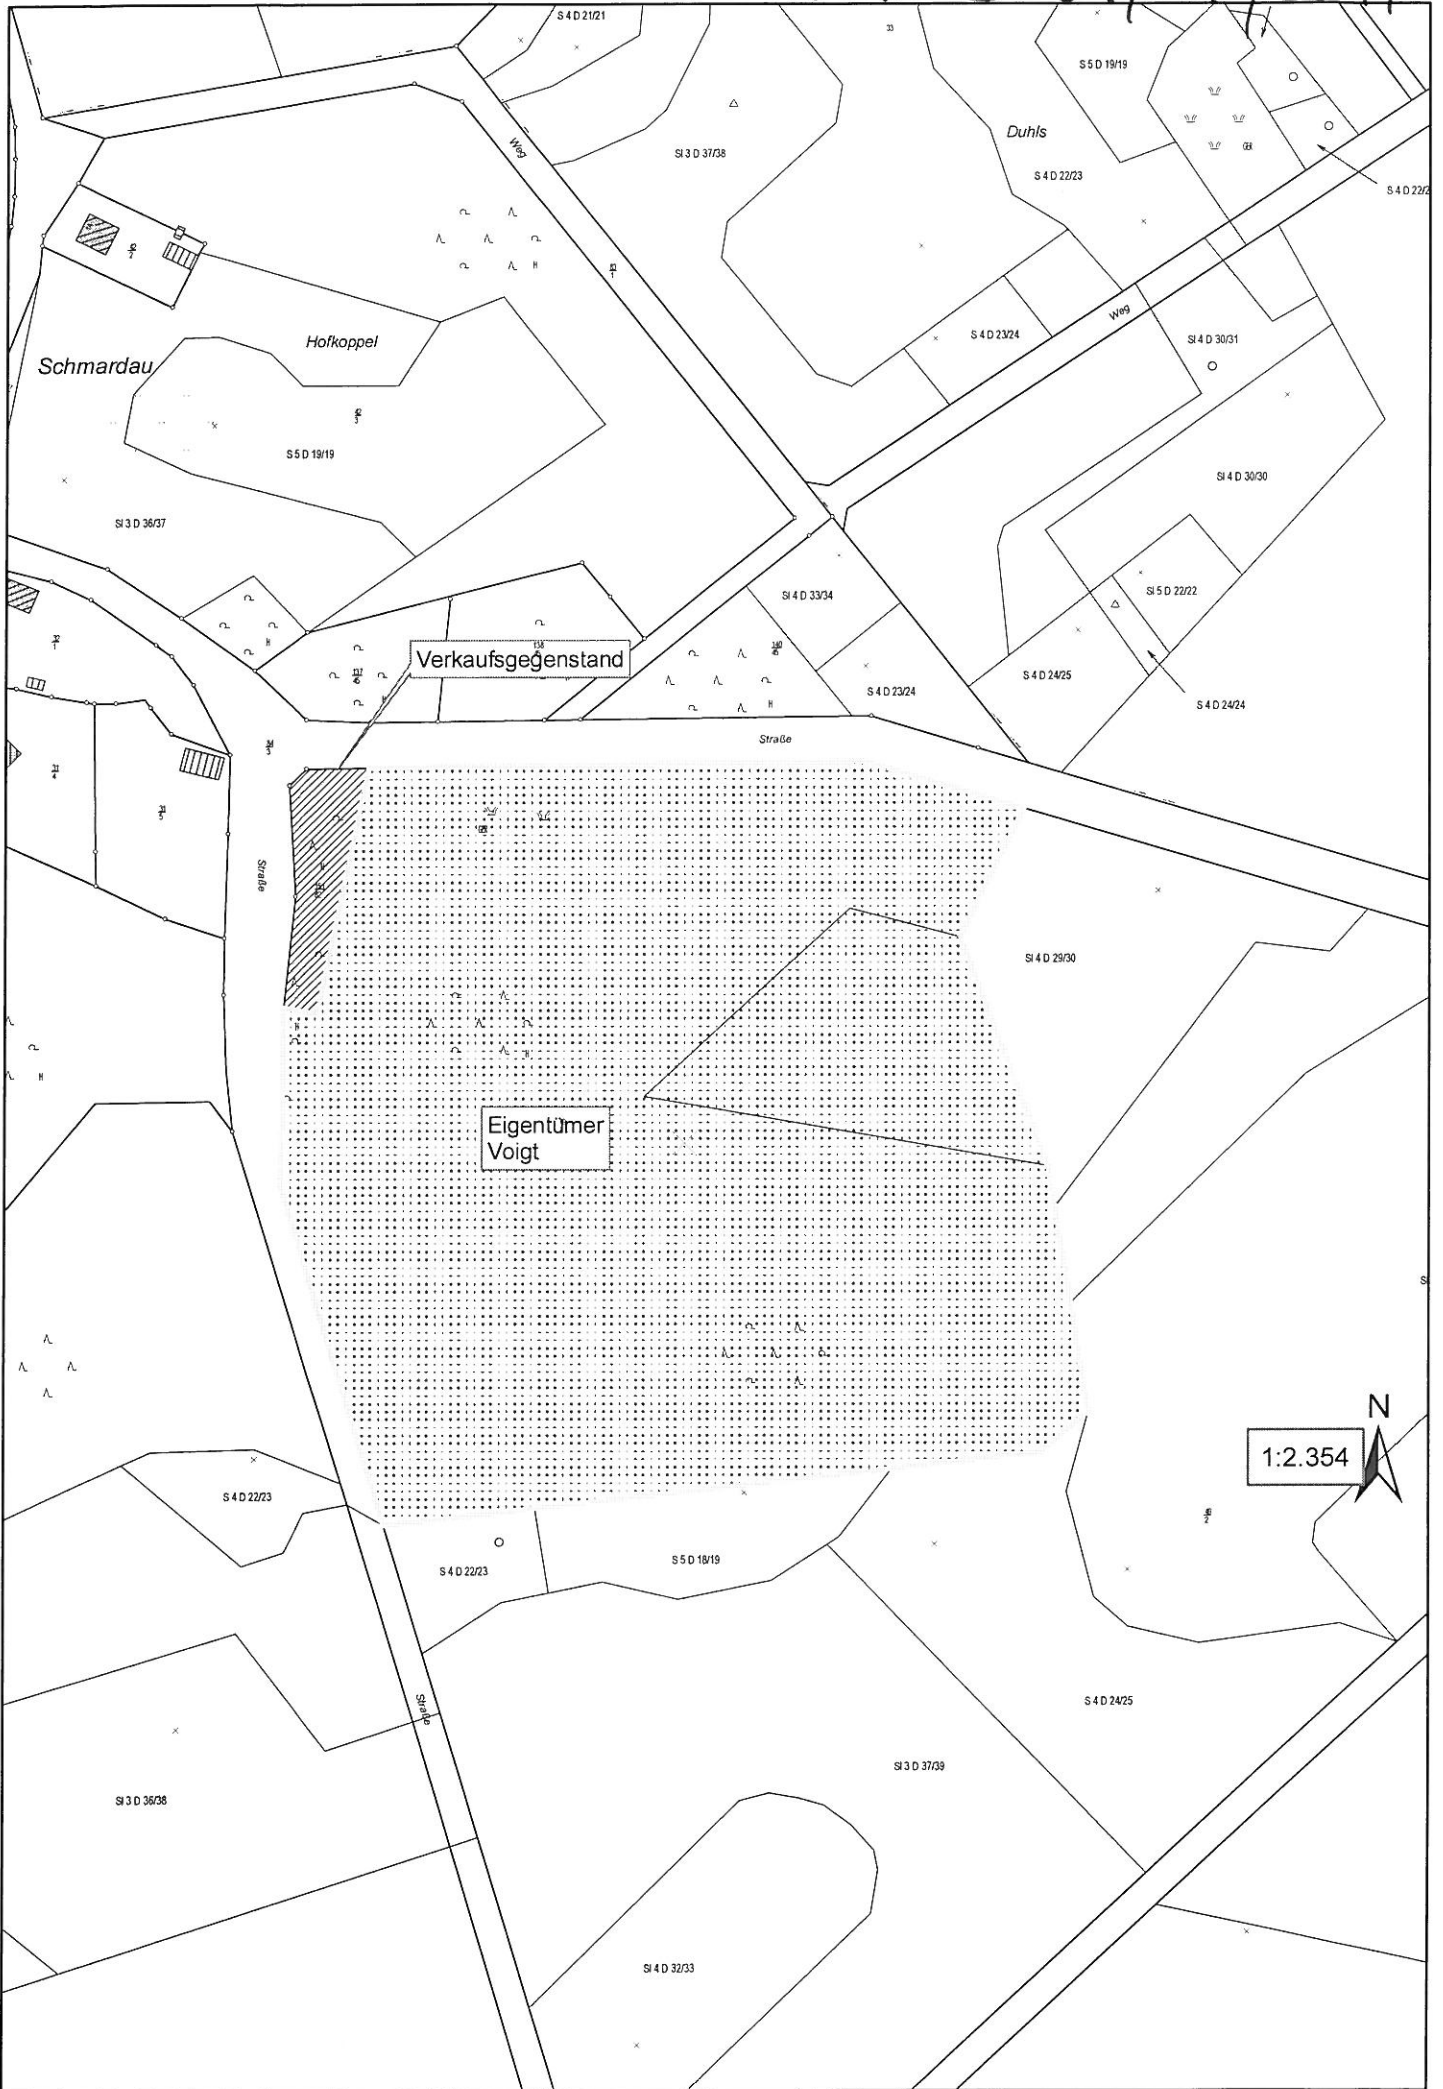 S 4 D 21/21
33
S 5 D 19/19
Weg
Duhls
Sl 3 D 37/38
S 4 D 22/23
S 4 D 22/2
Hofkoppel
Schmardau
S 4 D 23/24
Weg
Sl 4 D 30/31
S 5 D 19/19
Sl 4 D 30/30
Sl 3 D 36/37
Sl 4 D 33/34
Sl 5 D 22/22
Verkaufsgegenstand
S 4 D 24/25
S 4 D 23/24
S 4 D 24/24
Straße
Straße
Sl 4 D 29/30
Eigentümer
Voigt
N
1:2.354
S 4 D 22/23
S 4 D 22/23
S 5 D 18/19
Straße
S 4 D 24/25
Sl 3 D 37/39
Sl 3 D 36/38
Sl 4 D 32/33